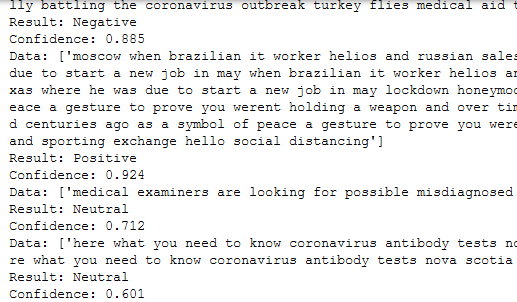 lly battling the coronavirus outbreak turkey flies medical aid
Result: Negative
Confidence: 0.885
Data: ['moscow when brazilian it worker helios and russian sales
due to start a new job in may when brazilian it worker helios
xas where he was due to start a new job in may lockdown
eace a gesture to prove you werent holding a weapon and over
d centuries ago as a symbol of peace a gesture to prove you
and sporting exchange hello social distancing']
Result: Positive
Confidence: 0.924
Data: ['medical examiners are looking for possible misdiagnosed
Result: Neutral
Confidence: 0.712
Data: ['here what you need to know coronavirus antibody tests
re what you need to know coronavirus antibody tests nova scotia
Result: Neutral
Confidence: 0.601